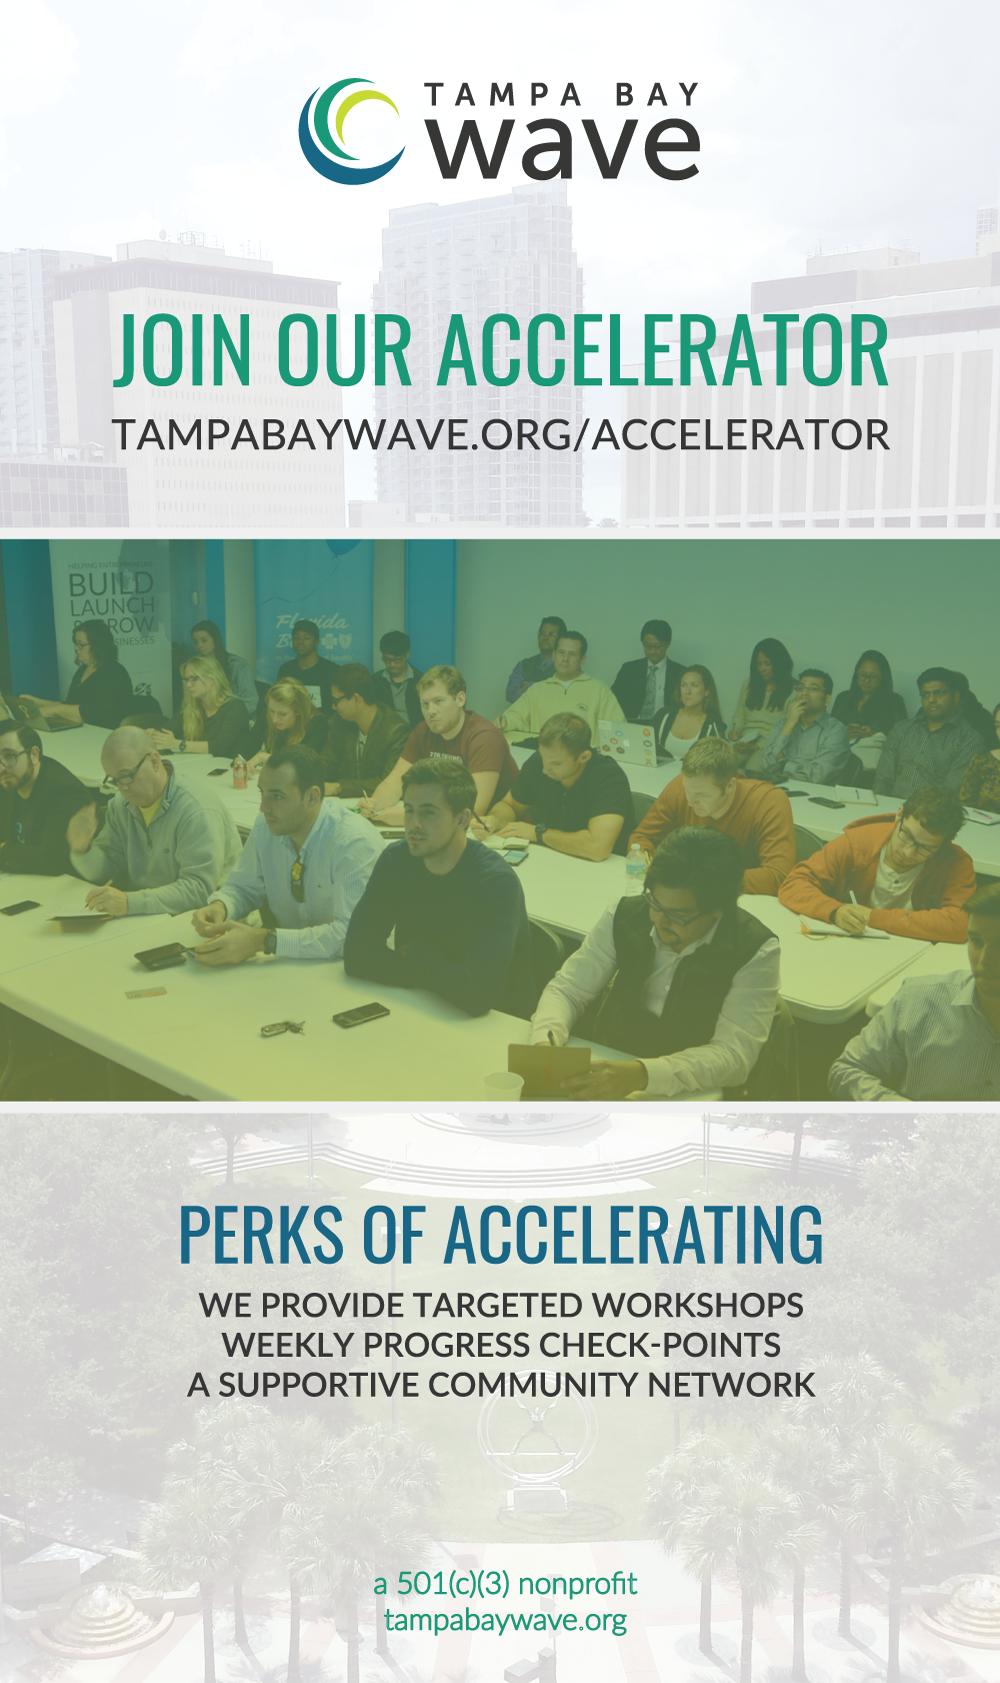 TAMPA BAY
wave
JOIN OUR ACCELERATOR
TAMPABAYWAVE.ORG/ACCELERATOR
HELPING ENTREPRENEURS
BUILD
LAUNCH
& GROW
BUSINESSES
Florida
Blue
PERKS OF ACCELERATING
WE PROVIDE TARGETED WORKSHOPS
WEEKLY PROGRESS CHECK-POINTS
A SUPPORTIVE COMMUNITY NETWORK
a 501(c)(3) nonprofit
tampabaywave.org